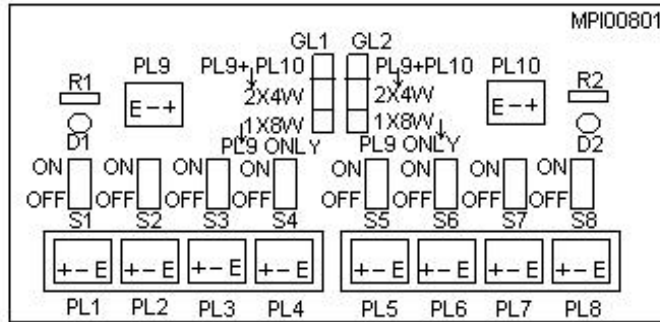 MPI00801
GL1 GL2
PL9 PL9+PL10 PL9+PL10 PL10
R1 2X4W 2X4W R2
E-+ E-+
1X8W 1X8W
D1 PL9 ONLY PL9 ONLY D2
ON ON ON ON ON ON ON ON
OFF OFF OFF OFF OFF OFF OFF OFF
S1 S2 S3 S4 S5 S6 S7 S8
+-E +-E +-E +-E +-E +-E +-E +-E
PL1 PL2 PL3 PL4 PL5 PL6 PL7 PL8